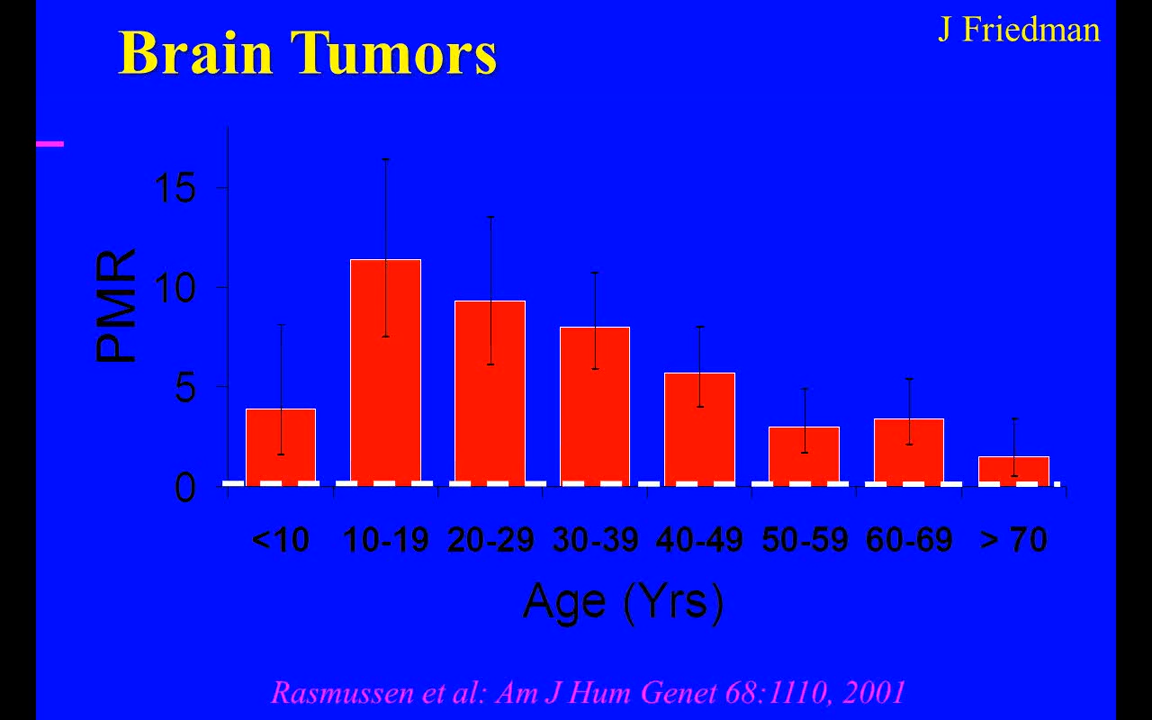 J Friedman
Brain Tumors
15
10
5
0
PMR
<10 10-19 20-29 30-39 40-49 50-59 60-69 > 70
Age (Yrs)
Rasmussen et al: Am J Hum Genet 68:1110, 2001